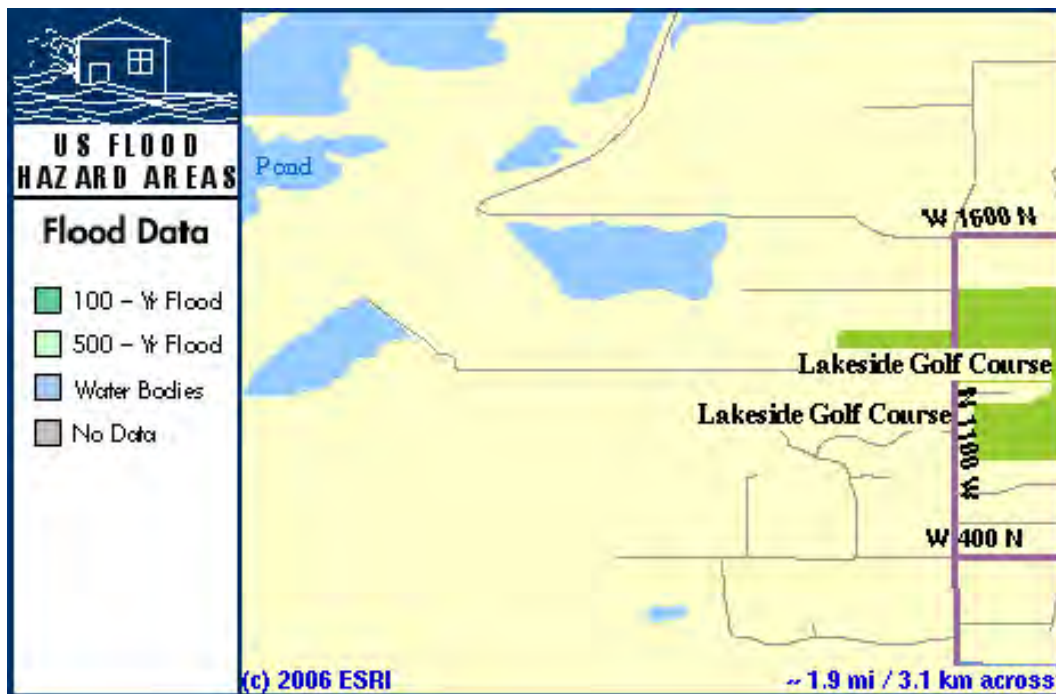 US FLOOD
HAZARD AREAS
Flood Data
100 - Yr Flood
500 - Yr Flood
Water Bodies
No Data
Pond
W 1600 N
Lakeside Golf Course
Lakeside Golf Course
N 1100 W
W 400 N
(c) 2006 ESRI
~ 1.9 mi / 3.1 km across